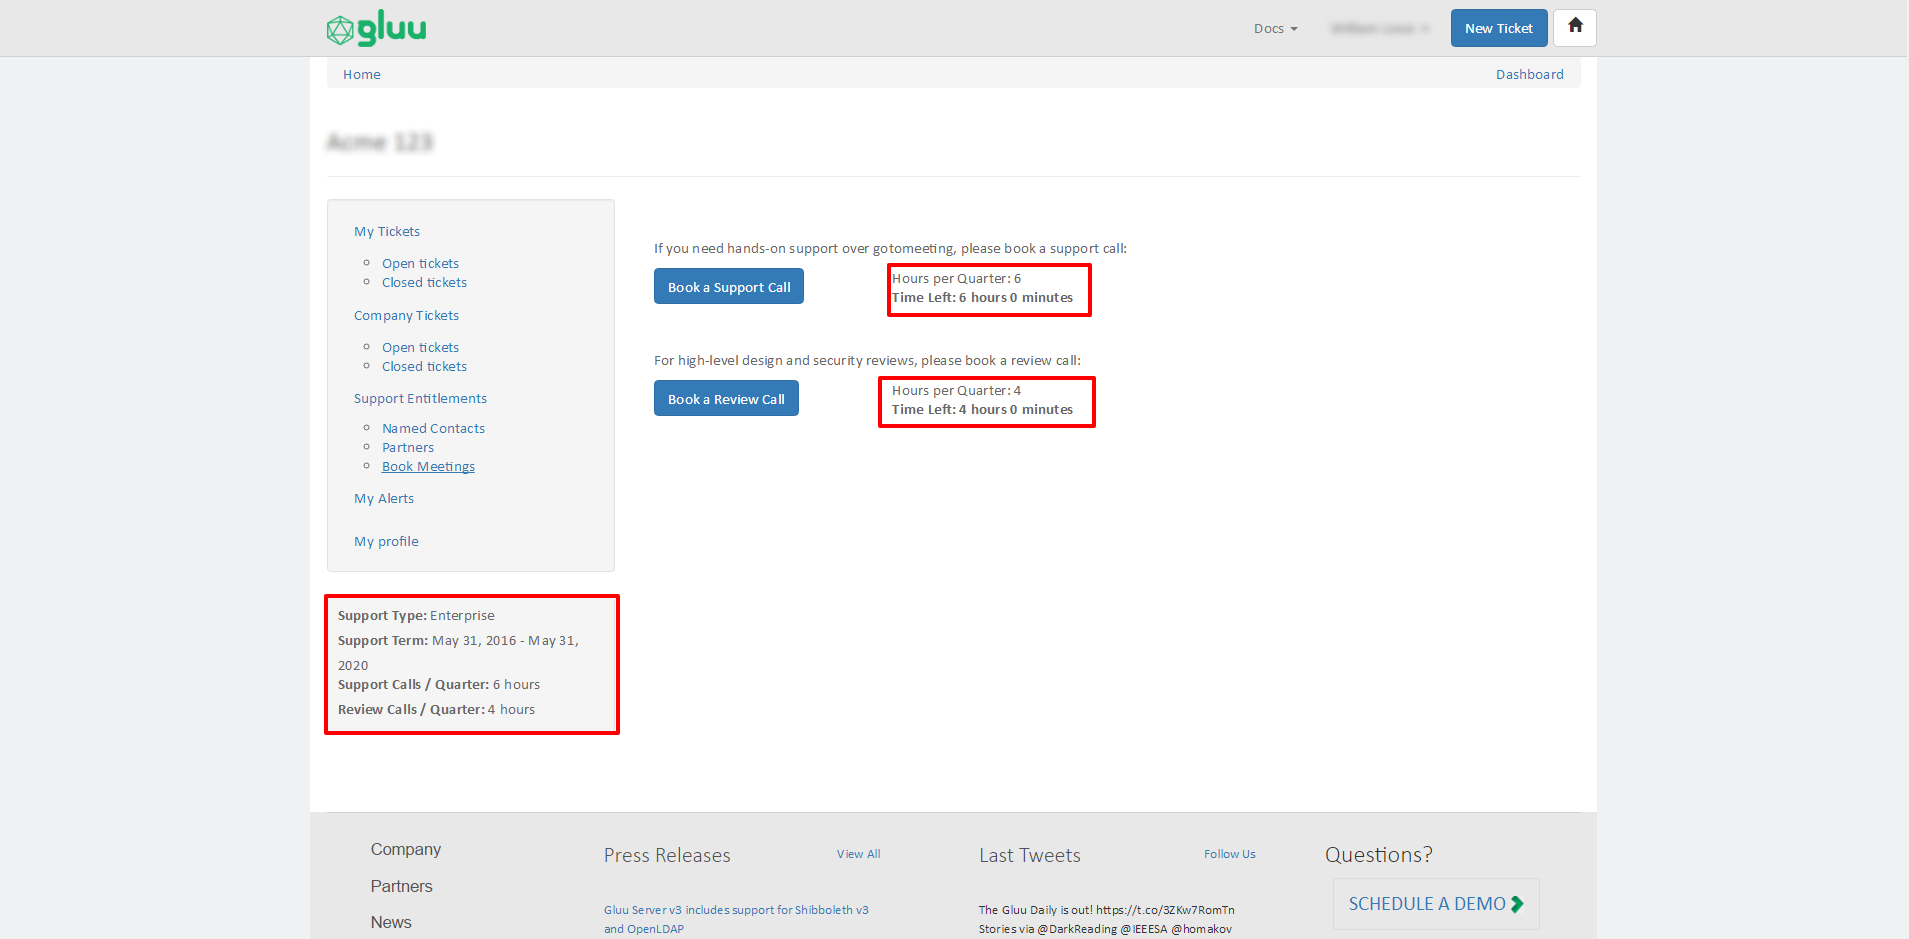 gluu
Docs
New Ticket
Home
Dashboard
Acme 123
My Tickets
Open tickets
Closed tickets
Company Tickets
Open tickets
Closed tickets
Support Entitlements
Named Contacts
Partners
Book Meetings
My Alerts
My profile
If you need hands-on support over gotomeeting, please book a support call:
Book a Support Call
Hours per Quarter: 6
Time Left: 6 hours 0 minutes
For high-level design and security reviews, please book a review call:
Book a Review Call
Hours per Quarter: 4
Time Left: 4 hours 0 minutes
Support Type: Enterprise
Support Term: May 31, 2016 - May 31,
2020
Support Calls / Quarter: 6 hours
Review Calls / Quarter: 4 hours
Company
Partners
News
Press Releases
View All
Gluu Server v3 includes support for Shibboleth v3
and OpenLDAP
Last Tweets
Follow Us
The Gluu Daily is out! https://t.co/3ZKw7RomTn
Stories via @DarkReading @IEEESA @homakov
Questions?
SCHEDULE A DEMO